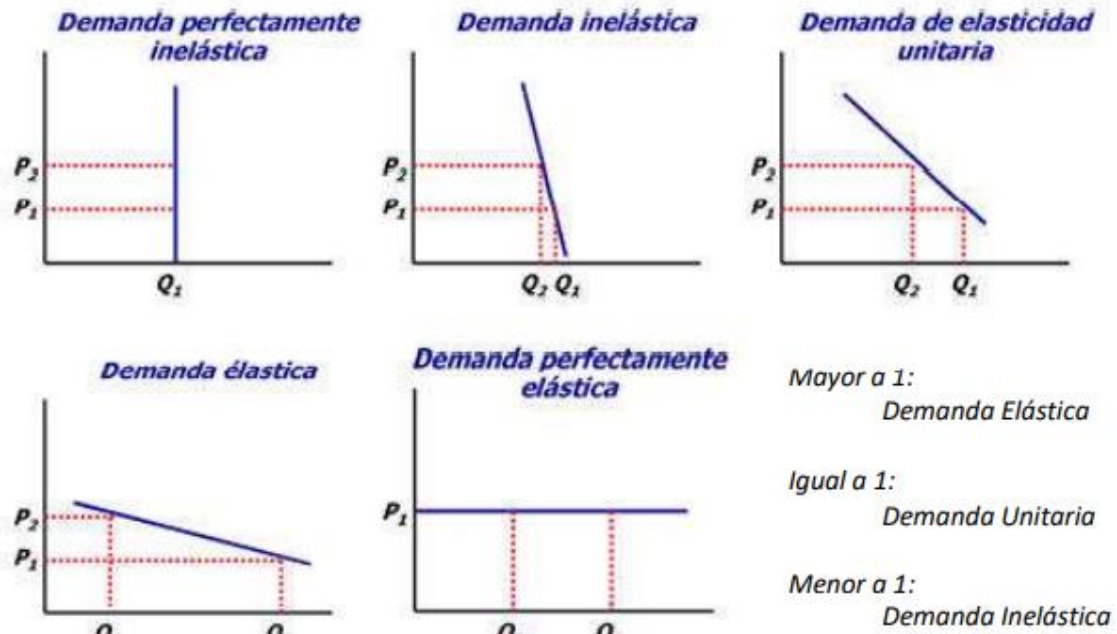 Demanda perfectamente
inelástica
P₂
P₁
Q₁
Demanda inelástica
P₂
P₁
Q₂ Q₁
Demanda de elasticidad
unitaria
P₂
P₁
Q₂ Q₁
Demanda élastica
P₂
P₁
Demanda perfectamente
elástica
P₁
Mayor a 1:
Demanda Elástica
Igual a 1:
Demanda Unitaria
Menor a 1:
Demanda Inelástica